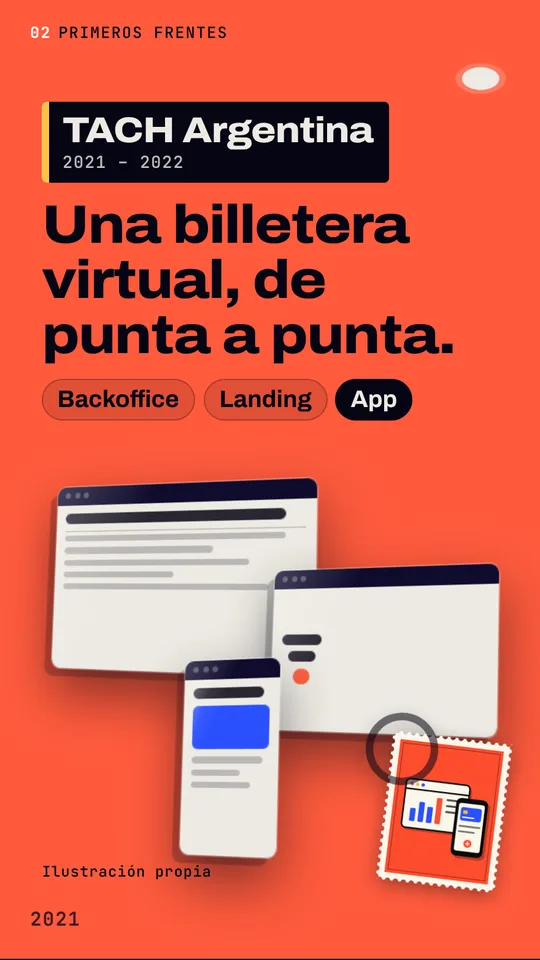 02 PRIMEROS FRENTES
TACH Argentina
2021 – 2022
Una billetera
virtual, de
punta a punta.
Backoffice Landing App
Ilustración propia
2021